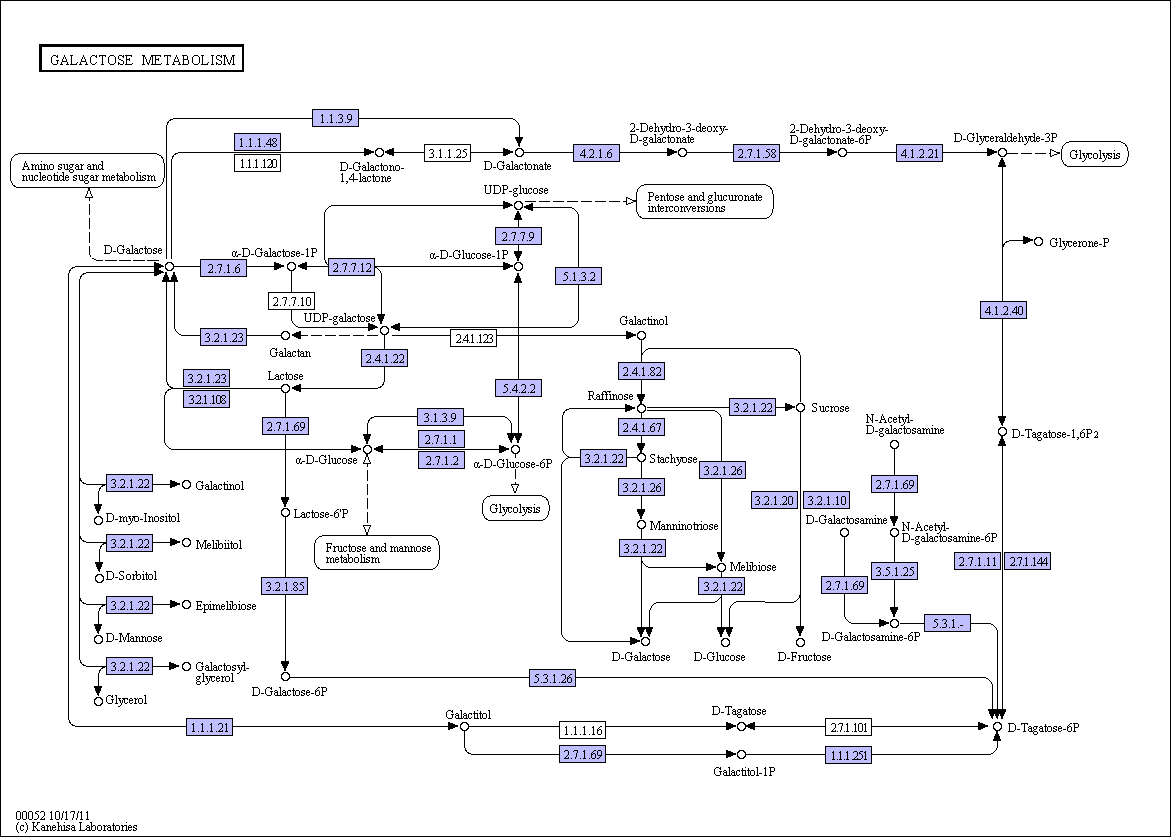 GALACTOSE METABOLISM
1.1.3.9
1.1.1.48
1.1.1.120
3.1.1.25
D-Galactono-
1,4-lactone
D-Galactonate
4.2.1.6
2-Dehydro-3-deoxy-
D-galactonate
2.7.1.58
2-Dehydro-3-deoxy-
D-galactonate-6P
4.1.2.21
D-Glyceraldehyde-3P
Glycolysis
Amino sugar and
nucleotide sugar metabolism
UDP-glucose
Pentose and glucuronate
interconversions
2.7.7.9
D-Galactose
2.7.1.6
α-D-Galactose-1P
2.7.7.12
α-D-Glucose-1P
5.1.3.2
Glycerone-P
2.7.7.10
4.1.2.40
UDP-galactose
3.2.1.23
Galactan
2.4.1.123
Galactinol
2.4.1.22
2.4.1.82
3.2.1.23
3.2.1.108
Lactose
5.4.2.2
Raffinose
3.2.1.22
Sucrose
2.7.1.69
3.1.3.9
2.7.1.1
2.7.1.2
α-D-Glucose
α-D-Glucose-6P
2.4.1.67
N-Acetyl-
D-galactosamine
D-Tagatose-1,6P2
3.2.1.22
Stachyose
3.2.1.26
3.2.1.26
2.7.1.69
3.2.1.22
Galactinol
D-myo-Inositol
Lactose-6'P
Glycolysis
3.2.1.20
3.2.1.10
Manninotriose
D-Galactosamine
N-Acetyl-
D-galactosamine-6P
3.2.1.22
Melibiitol
D-Sorbitol
Fructose and mannose
metabolism
3.2.1.22
Melibiose
3.2.1.22
3.5.1.25
2.7.1.11
2.7.1.144
3.2.1.85
2.7.1.69
3.2.1.22
Epimelibiose
D-Mannose
5.3.1.-
D-Galactosamine-6P
D-Galactose
D-Glucose
D-Fructose
3.2.1.22
Galactosyl-
glycerol
Glycerol
D-Galactose-6P
5.3.1.26
1.1.1.21
Galactitol
1.1.1.16
D-Tagatose
2.7.1.101
D-Tagatose-6P
2.7.1.69
Galactitol-1P
1.1.1.251
00052 10/17/11
(c) Kanehisa Laboratories